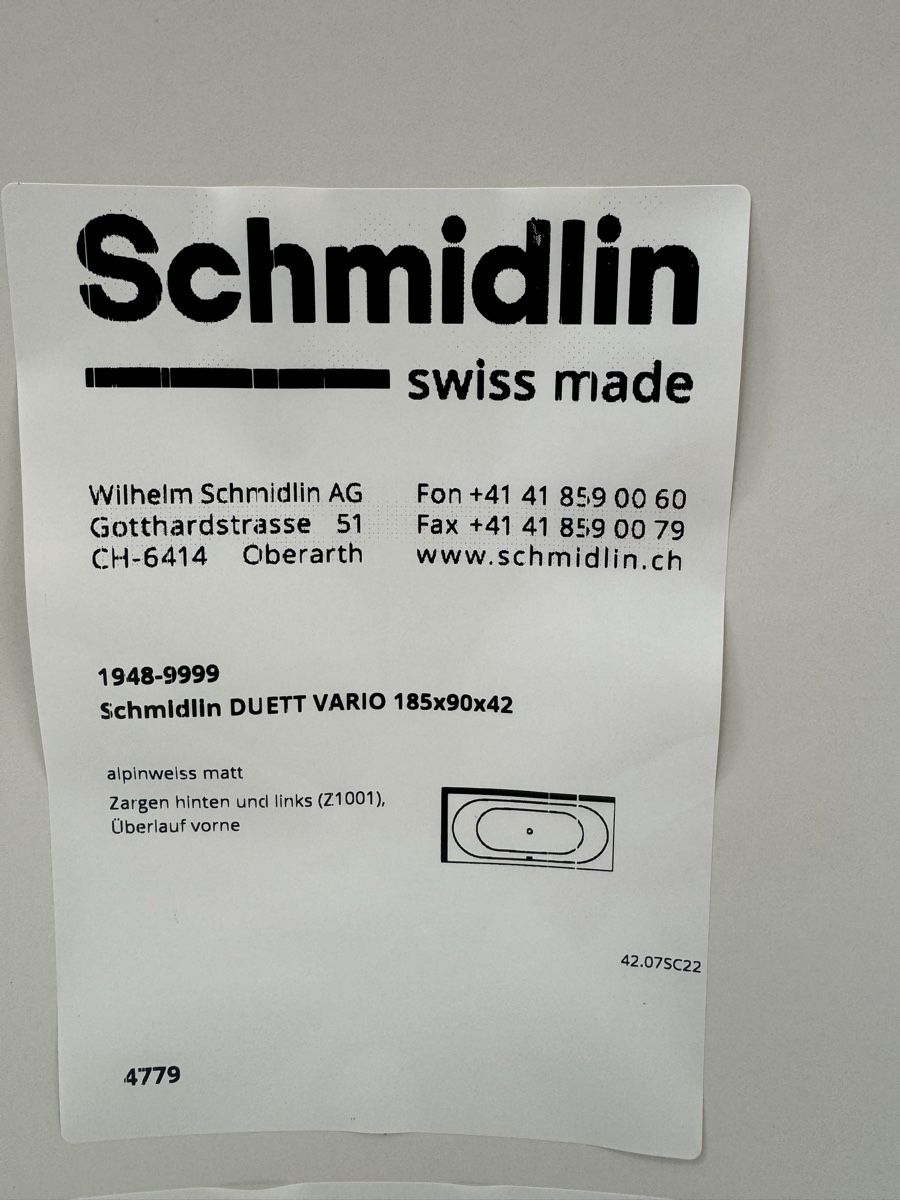 Schmidlin
swiss made
Wilhelm Schmidlin AG
Gotthardstrasse 51
CH-6414 Oberarth
Fon +41 41 859 00 60
Fax +41 41 859 00 79
www.schmidlin.ch
1948-9999
Schmidlin DUETT VARIO 185x90x42
alpinweiss matt
Zargen hinten und links (Z1001),
Überlauf vorne
42.07SC22
4779